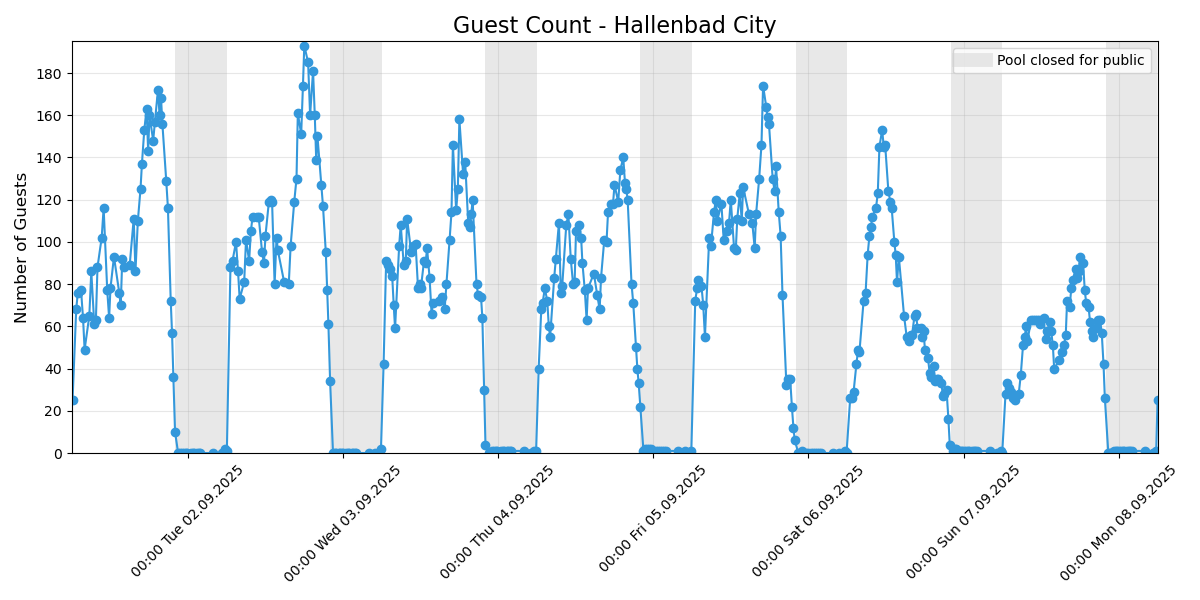 Guest Count - Hallenbad City
Pool closed for public
Number of Guests
180
160
140
120
100
80
60
40
20
0
00:00 Tue 02.09.2025
00:00 Wed 03.09.2025
00:00 Thu 04.09.2025
00:00 Fri 05.09.2025
00:00 Sat 06.09.2025
00:00 Sun 07.09.2025
00:00 Mon 08.09.2025